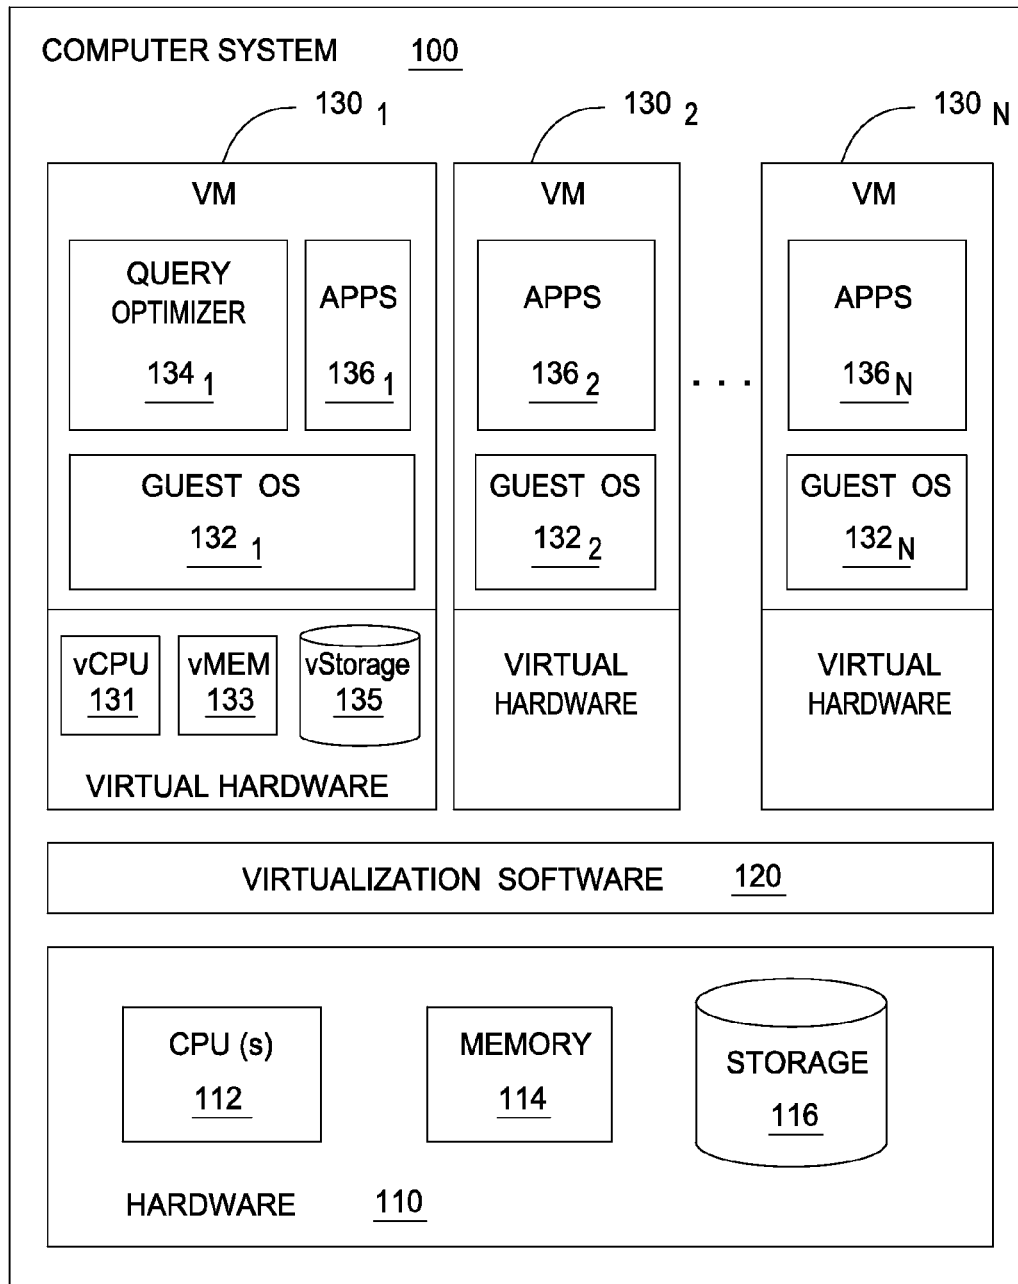 COMPUTER SYSTEM 100
130 1
130 2
130 N
VM
QUERY
OPTIMIZER
134 1
APPS
136 1
GUEST OS
132 1
vCPU
131
vMEM
133
vStorage
135
VIRTUAL HARDWARE
VM
APPS
136 2
GUEST OS
132 2
VIRTUAL
HARDWARE
. . .
VM
APPS
136 N
GUEST OS
132 N
VIRTUAL
HARDWARE
VIRTUALIZATION SOFTWARE 120
CPU (s)
112
MEMORY
114
STORAGE
116
HARDWARE 110